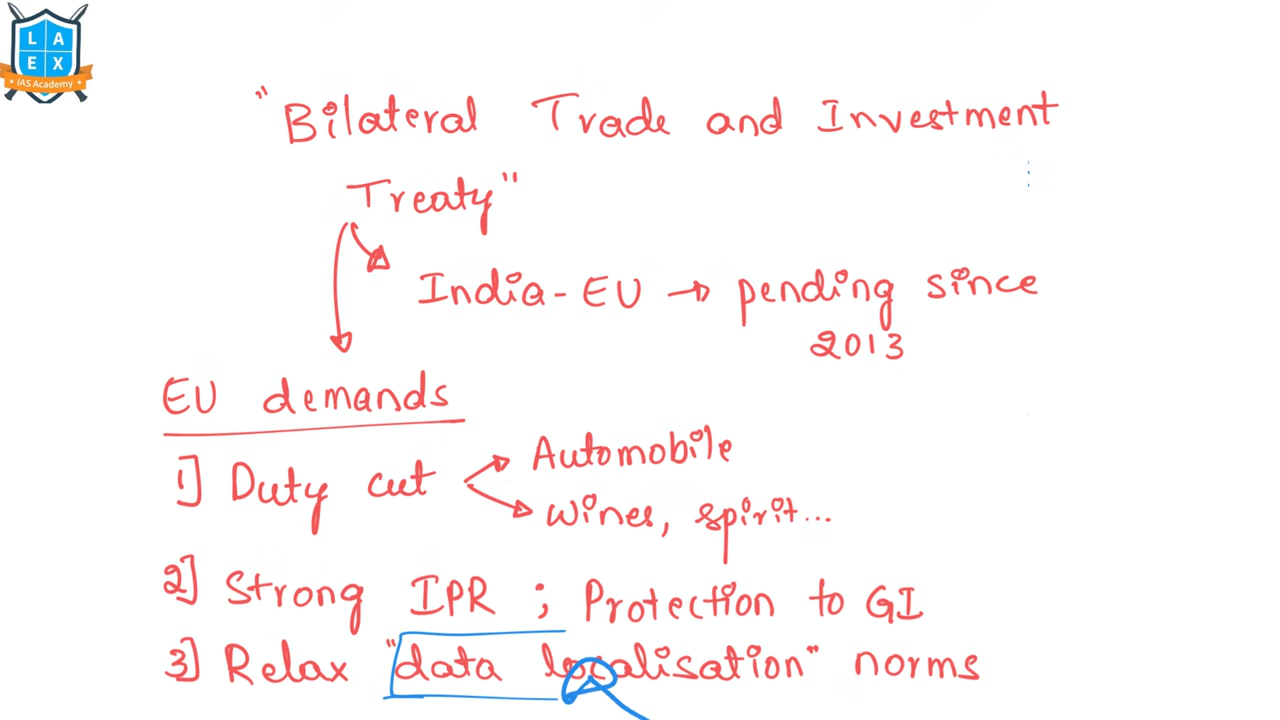 L A
E X
IAS Academy
"Bilateral Trade and Investment
Treaty"
India - EU → pending since
2013
EU demands
1] Duty cut
Automobile
Wines, spirit...
2] Strong IPR ; Protection to GI
3] Relax "data localisation" norms